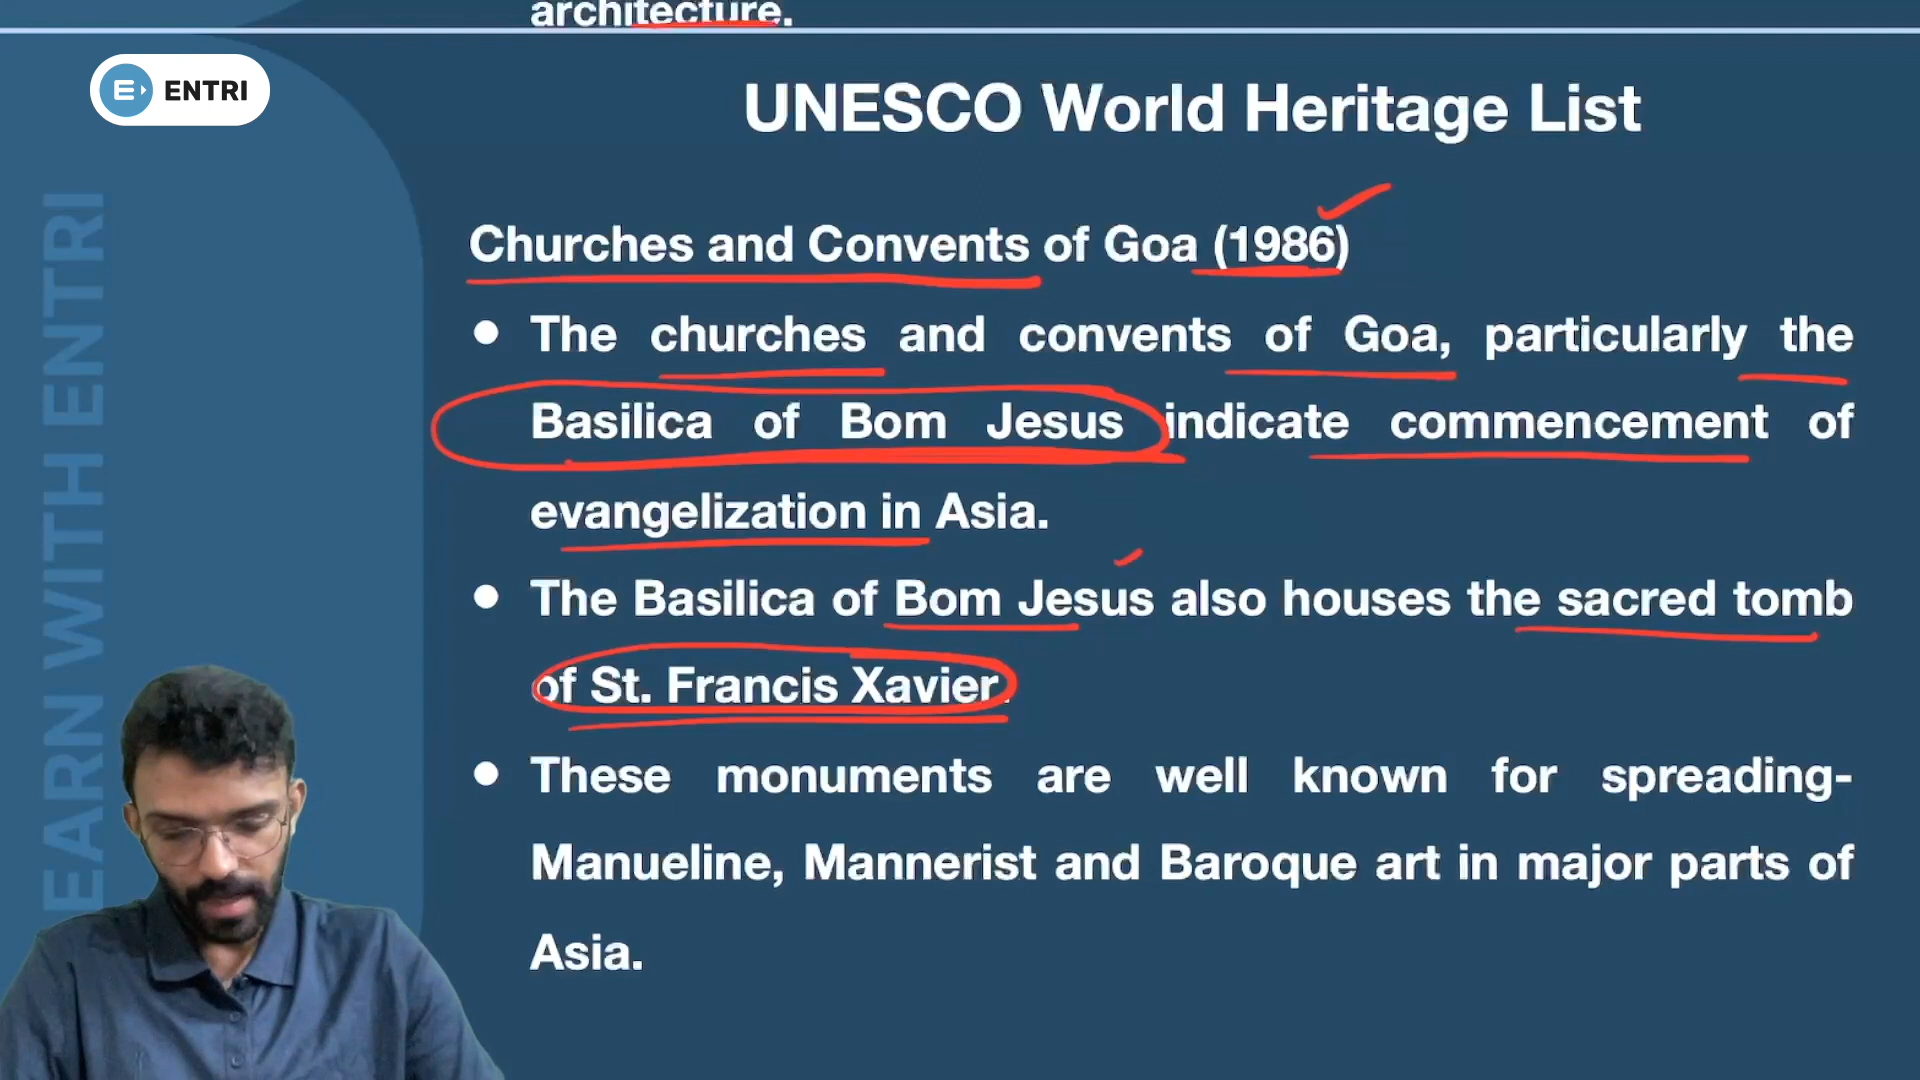 architecture.
ENTRI
UNESCO World Heritage List
Churches and Convents of Goa (1986)
● The churches and convents of Goa, particularly the
Basilica of Bom Jesus indicate commencement of
evangelization in Asia.
● The Basilica of Bom Jesus also houses the sacred tomb
of St. Francis Xavier.
● These monuments are well known for spreading-
Manueline, Mannerist and Baroque art in major parts of
Asia.
EARN WITH ENTRI